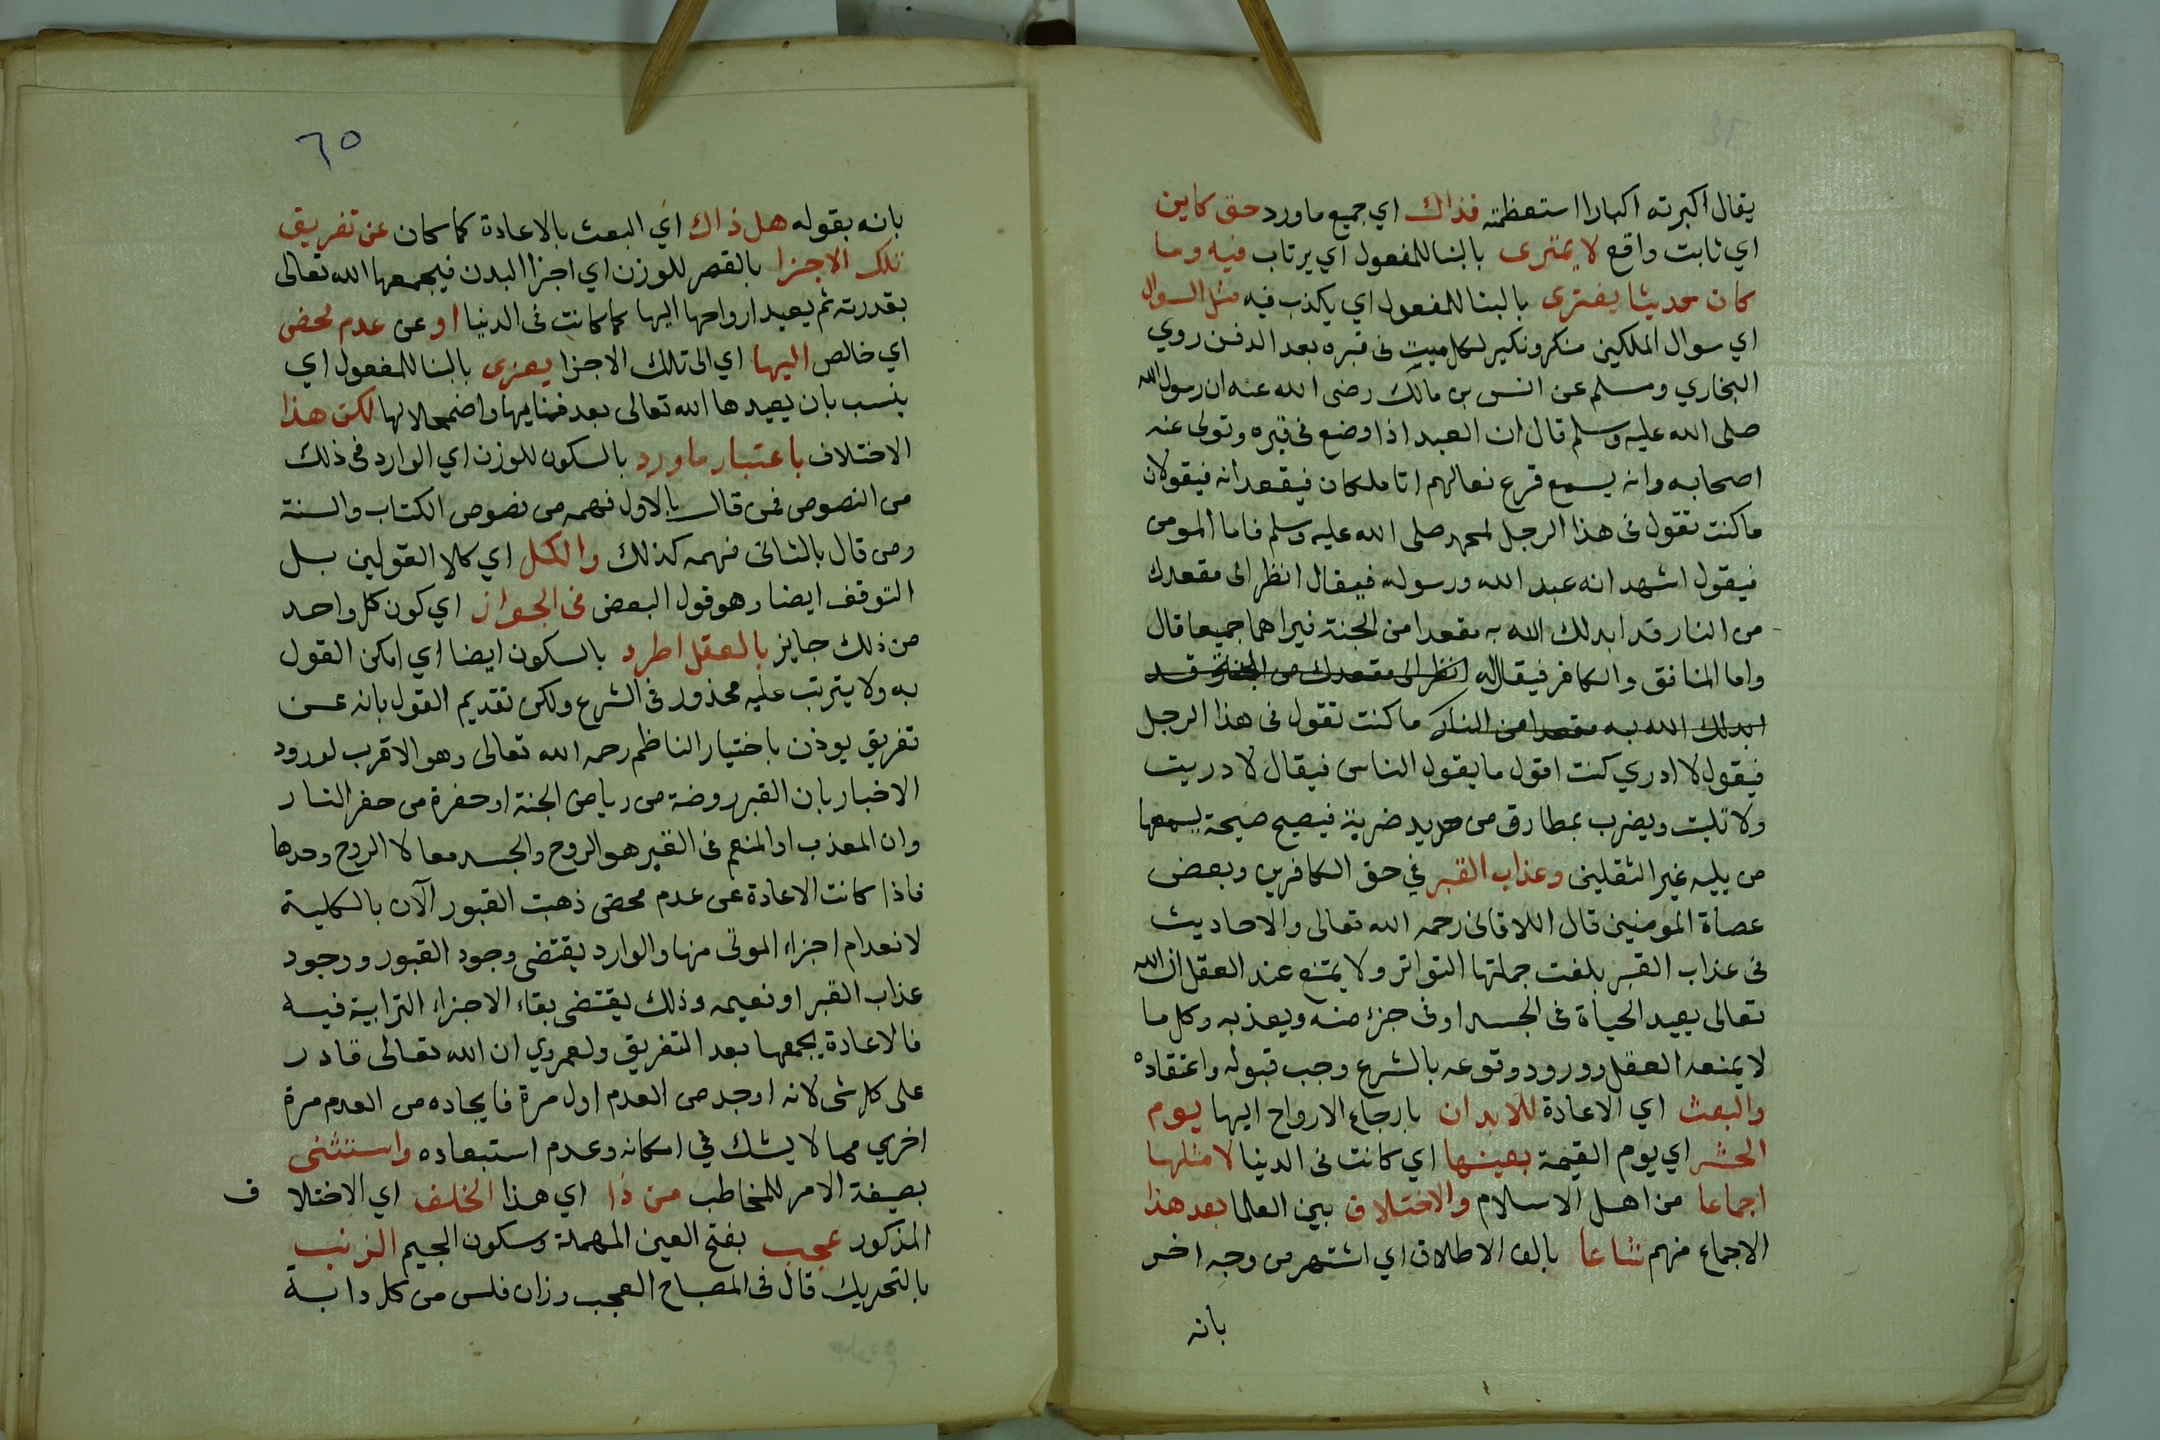 يقال اكبرته اكبارا استعظمته فذاك اي جميع ما ورد حق كاين
اي ثابت واقع لا يمترى بالبنا للمفعول اي يرتاب فيه وما
كان حديثا يفترى بالبنا للمفعول اي يكذب فيه مثل السوال
اي سوال الملكين منكر ونكير لكل ميت في قبره بعد الدفن روي
البخاري ومسلم عن انس بن مالك رضى الله عنه ان رسول الله
صلى الله عليه وسلم قال ان العبد اذا وضع في قبره وتولى عنه
اصحابه وانه يسمع قرع نعالهم اتا ملكان فيقعدانه فيقولان
ما كنت تقول في هذا الرجل لمحمد صلى الله عليه وسلم فاما المومن
فيقول اشهد انه عبد الله ورسوله فيقال انظر الى مقعدك
من النار قد ابدلك الله به مقعدا من الجنة فيراهما جميعا قال
واما المنافق والكافر فيقال له انظر الى مقعدك من الجنة قد
ابدلك الله به مقعدا من النار ما كنت تقول في هذا الرجل
فيقول لا ادري كنت اقول ما يقول الناس فيقال لا دريت
ولا تليت ويضرب بمطارق من حديد ضربة فيصيح صيحة يسمعها
من يليه غير الثقلين وعذاب القبر في حق الكافرين وبعض
عصاة المومنين قال اللاقاني رحمه الله تعالى والاحاديث
في عذاب القبر بلغت جملتها التواتر ولا يمتنع عند العقل ان الله
تعالى يعيد الحياة في الجسد او في جزء منه ويعذبه وكل ما
لا يمنعه العقل وورود وقوعه بالشرع وجب قبوله واعتقاده
والبعث اي الاعادة للابدان بارجاع الارواح اليها يوم
الحشر اي يوم القيمة بعينها اي كانت في الدنيا لا مثلها
اجماعا من اهل الاسلام والاختلاف بين العلما بعد هذا
الاجماع منهم شاعا بالف الاطلاق اي اشتهر من وجه اخر
بانه
٦٥
بانه بقوله هل ذاك اي البعث بالاعادة كما كان عن تفريق
تلك الاجزا بالقصر للوزن اي اجزا البدن فيجمعها الله تعالى
بقدرته ثم يعيد ارواحها اليها كما كانت في الدنيا او عن عدم محض
اي خالص اليها اي الى تلك الاجزا يعزى بالبنا للمفعول اي
ينسب بان يعيدها الله تعالى بعد فنايها واضمحلالها لكن هذا
الاختلاف باعتبار ما ورد بالسكون للوزن اي الوارد في ذلك
من النصوص فمن قال بالاول فهمه من نصوص الكتاب والسنة
ومن قال بالثاني فهمه كذلك والكل اي كلا القولين بل
التوقف ايضا وهو قول البعض في الجواز اي كون كل واحد
من ذلك جايز بالعقل اطرد بالسكون ايضا اي امكن القول
به ولا يترتب عليه محذور في الشرع ولكن تقديم القول بانه عن
تفريق يوذن باختيار الناظم رحمه الله تعالى وهو الاقرب لورود
الاخبار بان القبر روضة من رياض الجنة او حفرة من حفر النار
وان المعذب او المنعم في القبر هو الروح والجسد معا لا الروح وحدها
فاذا كانت الاعادة عن عدم محض ذهبت القبور الآن بالكلية
لانعدام اجزاء الموتى منها والوارد يقتضى وجود القبور ووجود
عذاب القبر او نعيمه وذلك يقتضى بقاء الاجزاء الترابية فيه
فالاعادة يجمعها بعد التفريق ولعمري ان الله تعالى قادر
على كل شى لانه اوجد من العدم اول مرة فايجاده من العدم مرة
اخري مما لا يشك في امكانه وعدم استبعاده واستثنى
بصيغة الامر للمخاطب من ذا اي هذا الخلف اي الاختلا ف
المذكور عجب بفتح العين المهملة وسكون الجيم الذنب
بالتحريك قال في المصباح العجب وزان فلس من كل دابة